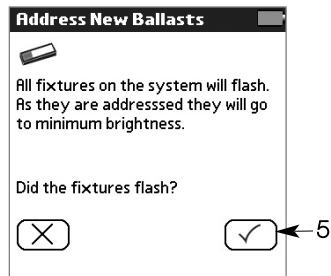 Address New Ballasts
All fixtures on the system will flash.
As they are addresssed they will go
to minimum brightness.
Did the fixtures flash?
5